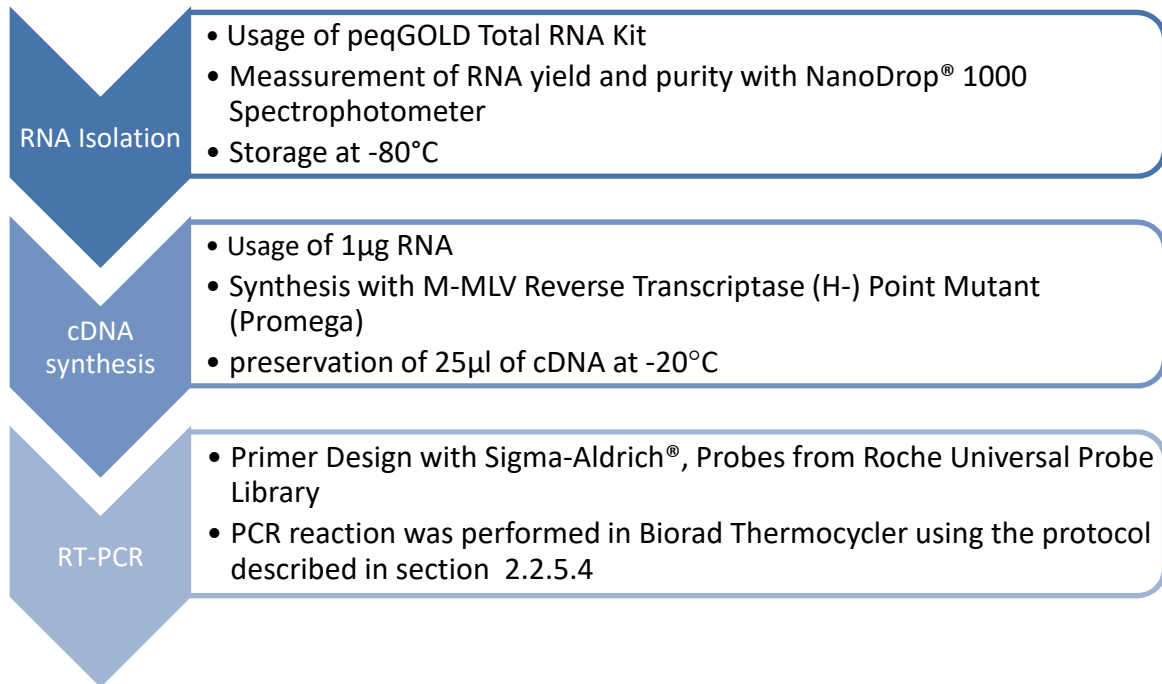 RNA Isolation
• Usage of peqGOLD Total RNA Kit
• Meassurement of RNA yield and purity with NanoDrop® 1000
Spectrophotometer
• Storage at -80°C
cDNA
synthesis
• Usage of 1µg RNA
• Synthesis with M-MLV Reverse Transcriptase (H-) Point Mutant
(Promega)
• preservation of 25µl of cDNA at -20°C
RT-PCR
• Primer Design with Sigma-Aldrich®, Probes from Roche Universal Probe
Library
• PCR reaction was performed in Biorad Thermocycler using the protocol
described in section 2.2.5.4